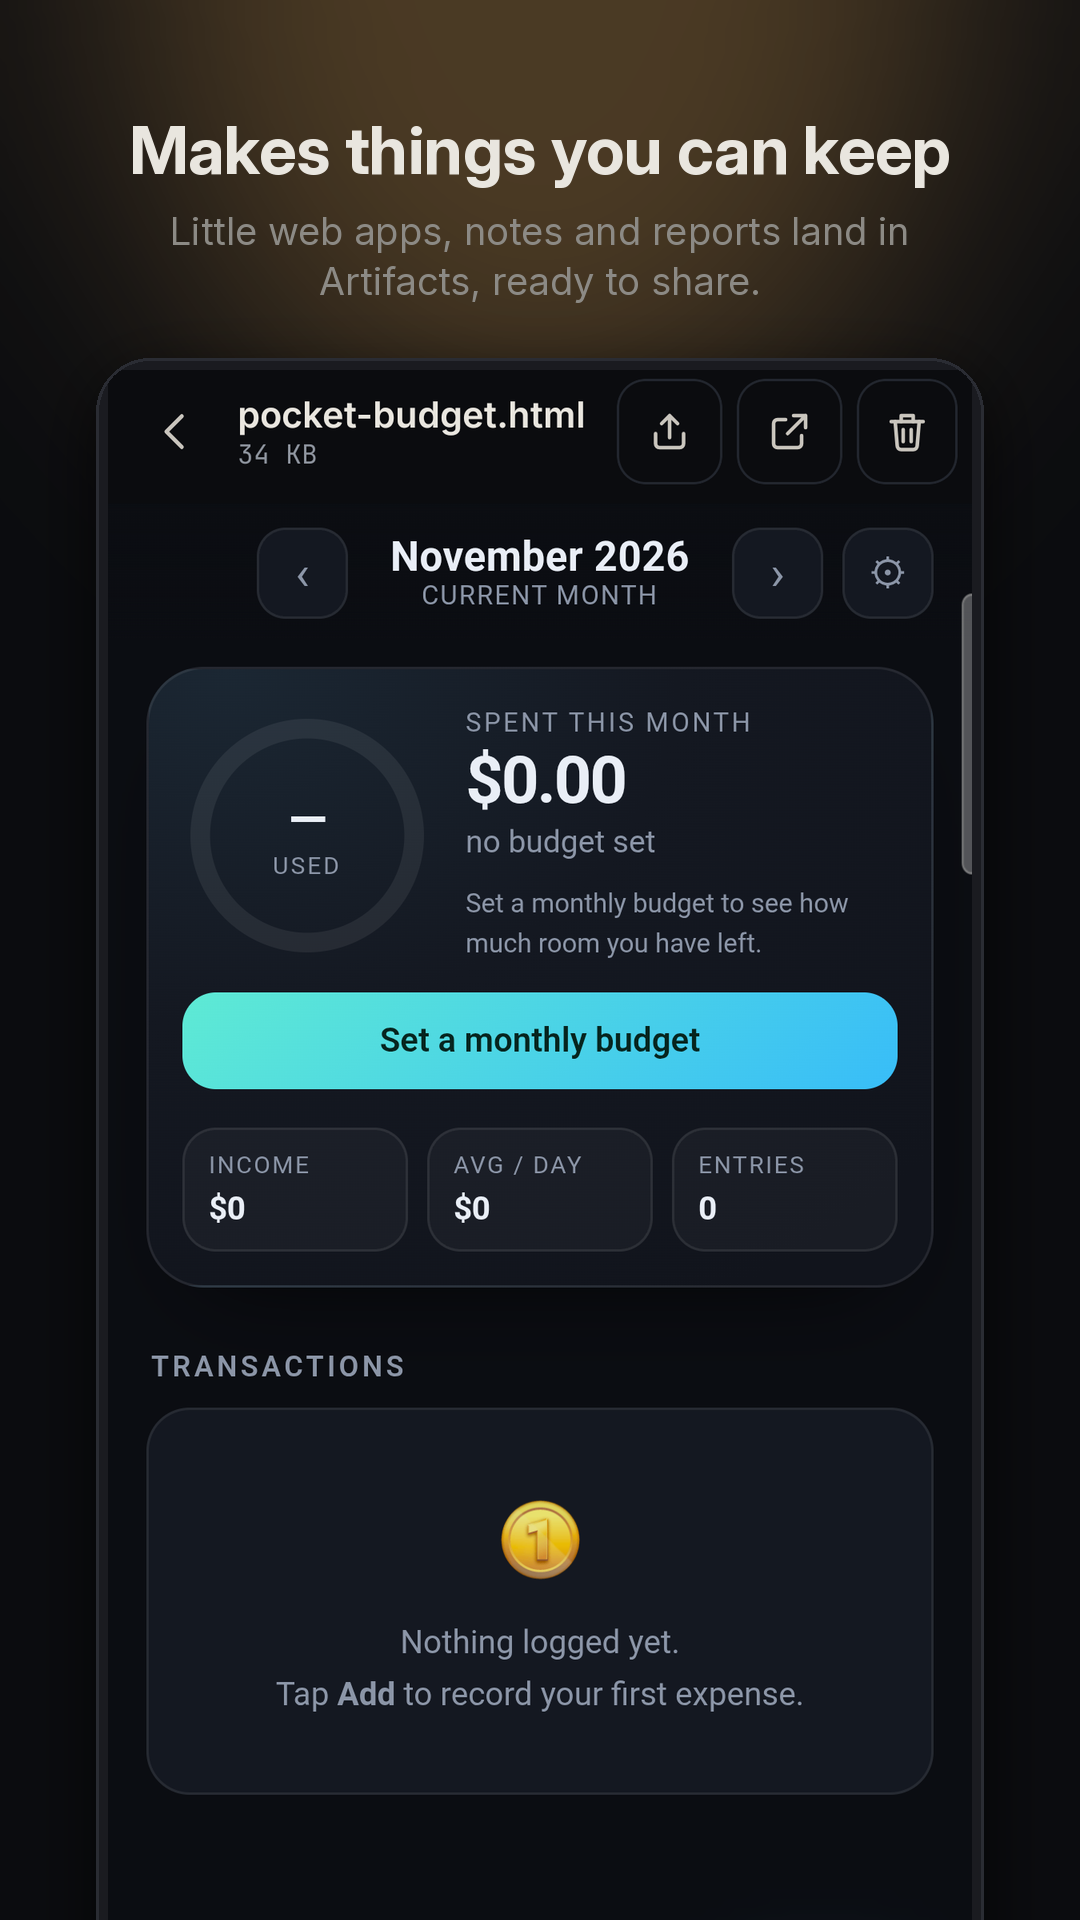 Makes things you can keep
Little web apps, notes and reports land in
Artifacts, ready to share.
pocket-budget.html
34 KB
November 2026
CURRENT MONTH
SPENT THIS MONTH
$0.00
no budget set
Set a monthly budget to see how
much room you have left.
–
USED
Set a monthly budget
INCOME
$0
AVG / DAY
$0
ENTRIES
0
TRANSACTIONS
1
Nothing logged yet.
Tap Add to record your first expense.